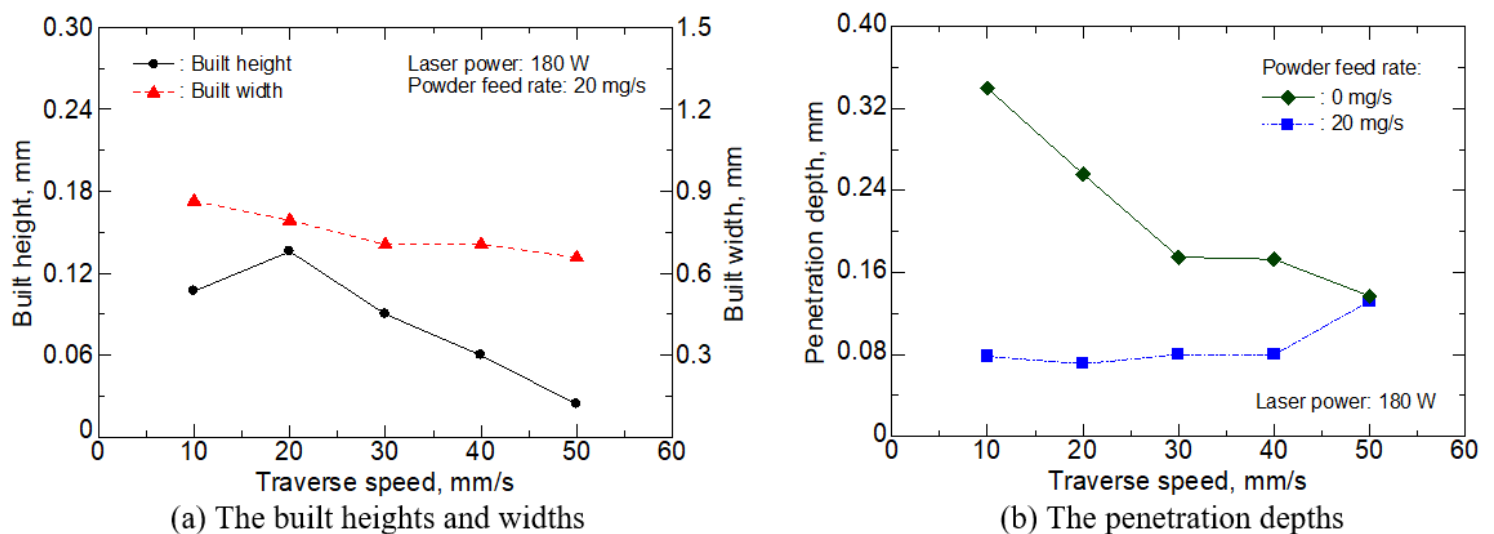 0.30
0.24
0.18
0.12
0.06
0
Built height, mm
: Built height
: Built width
Laser power: 180 W
Powder feed rate: 20 mg/s
1.5
1.2
0.9
0.6
0.3
Built width, mm
0 10 20 30 40 50 60
Traverse speed, mm/s
(a) The built heights and widths
0.40
0.32
0.24
0.16
0.08
0
Penetration depth, mm
Powder feed rate:
: 0 mg/s
: 20 mg/s
Laser power: 180 W
0 10 20 30 40 50 60
Traverse speed, mm/s
(b) The penetration depths